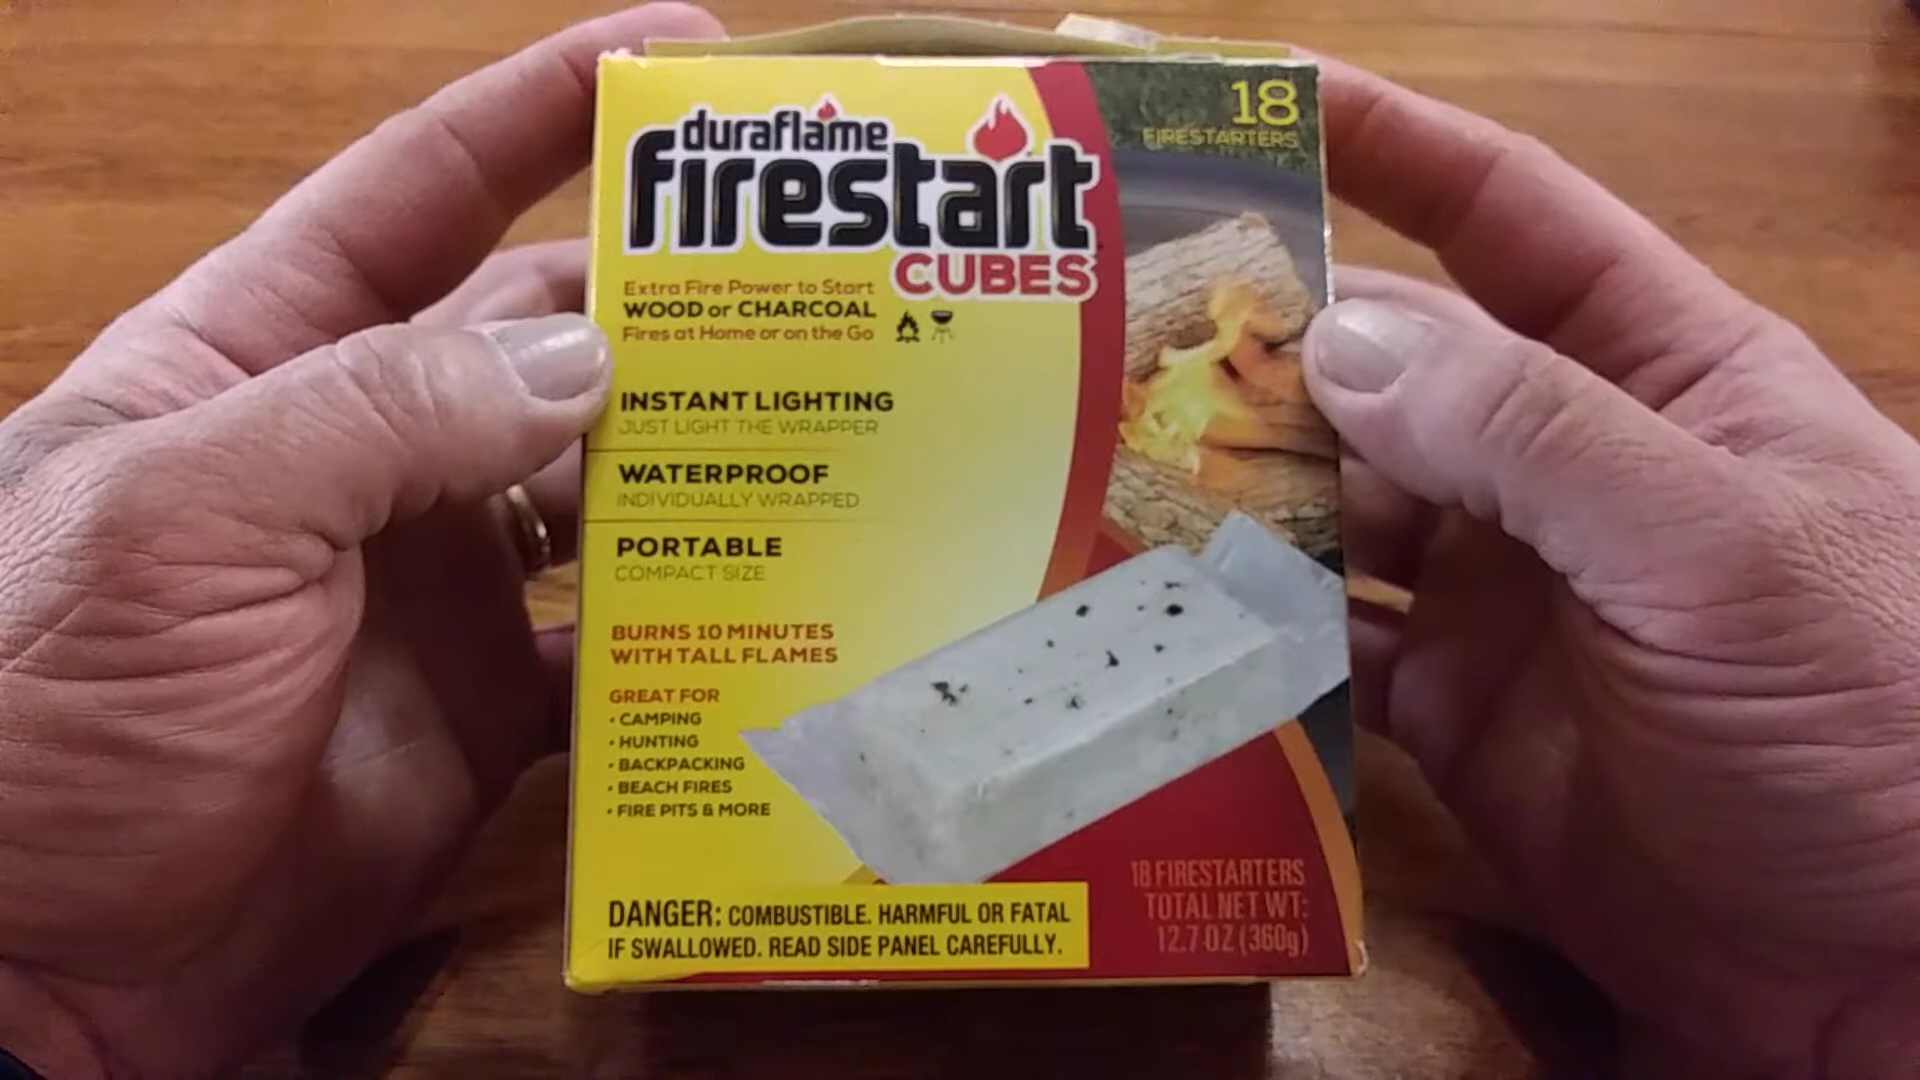 duraflame
firestart
CUBES
18
FIRESTARTERS
Extra Fire Power to Start
WOOD or CHARCOAL
Fires at Home or on the Go
INSTANT LIGHTING
JUST LIGHT THE WRAPPER
WATERPROOF
INDIVIDUALLY WRAPPED
PORTABLE
COMPACT SIZE
BURNS 10 MINUTES
WITH TALL FLAMES
GREAT FOR
• CAMPING
• HUNTING
• BACKPACKING
• BEACH FIRES
• FIRE PITS & MORE
DANGER: COMBUSTIBLE. HARMFUL OR FATAL
IF SWALLOWED. READ SIDE PANEL CAREFULLY.
18 FIRESTARTERS
TOTAL NET WT:
12.7 OZ (360g)